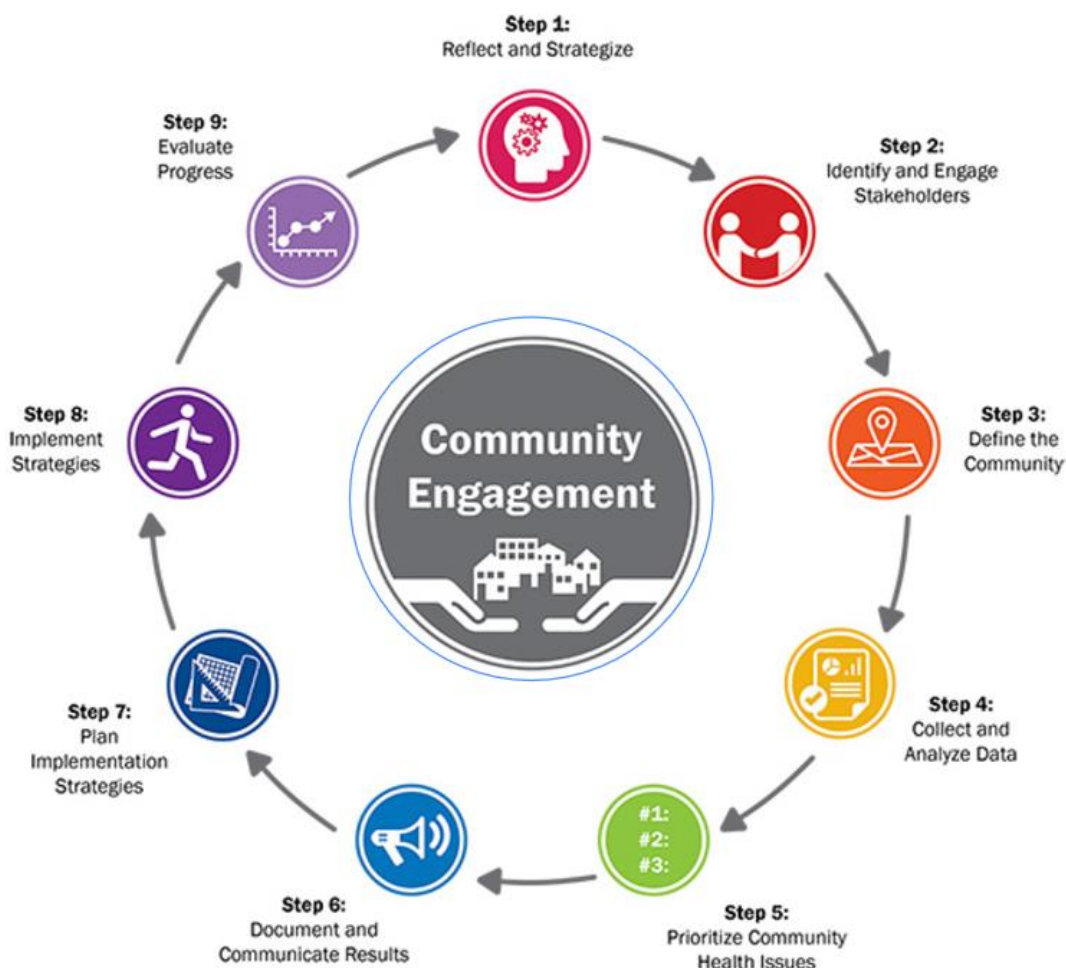 Step 1:
Reflect and Strategize
Step 2:
Identify and Engage
Stakeholders
Step 3:
Define the
Community
Step 4:
Collect and
Analyze Data
#1:
#2:
#3:
Step 5:
Prioritize Community
Health Issues
Step 6:
Document and
Communicate Results
Step 7:
Plan
Implementation
Strategies
Step 8:
Implement
Strategies
Step 9:
Evaluate
Progress
Community
Engagement